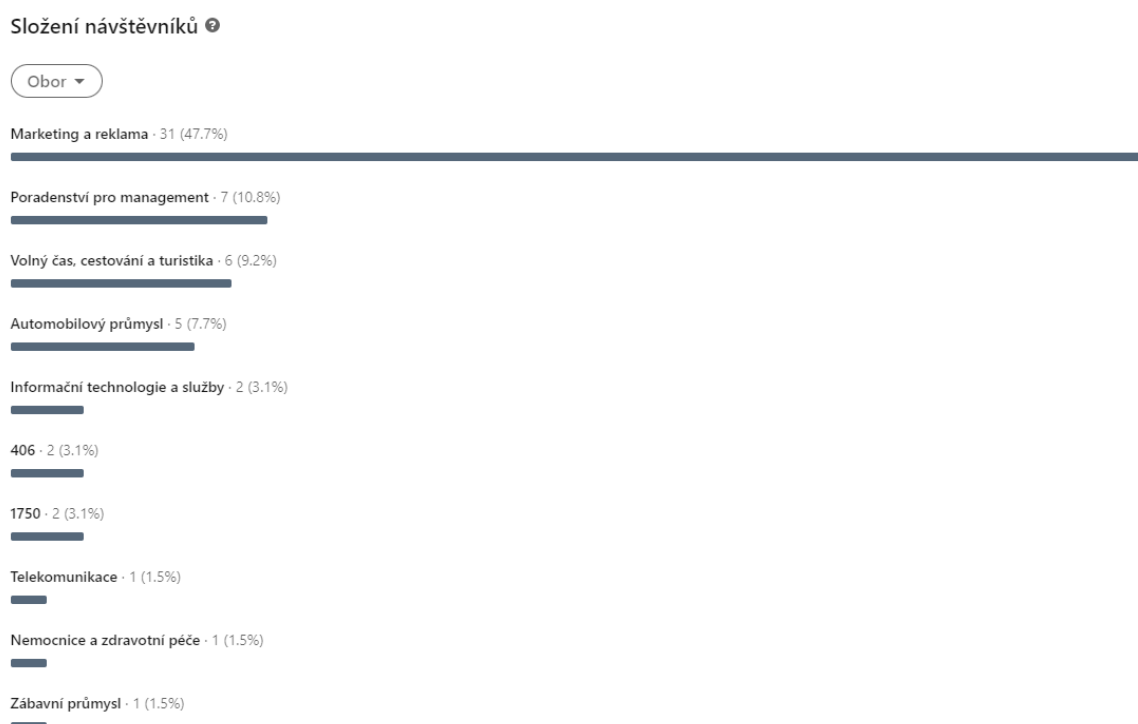 Složení návštěvníků ?
Obor
Marketing a reklama · 31 (47.7%)
Poradenství pro management · 7 (10.8%)
Volný čas, cestování a turistika · 6 (9.2%)
Automobilový průmysl · 5 (7.7%)
Informační technologie a služby · 2 (3.1%)
406 · 2 (3.1%)
1750 · 2 (3.1%)
Telekomunikace · 1 (1.5%)
Nemocnice a zdravotní péče · 1 (1.5%)
Zábavní průmysl · 1 (1.5%)